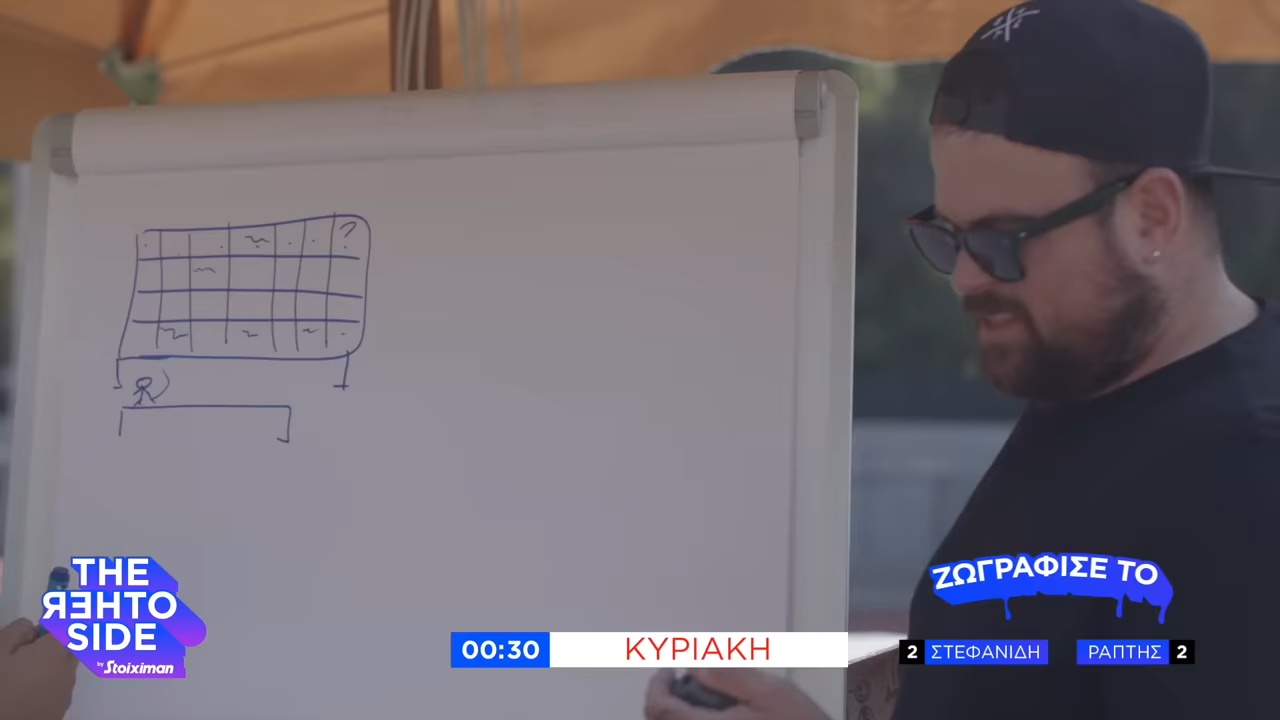 ?
THE
OTHER
SIDE
by Stoiximan
ΖΩΓΡΑΦΙΣΕ ΤΟ
00:30 ΚΥΡΙΑΚΗ
2 ΣΤΕΦΑΝΙΔΗ ΡΑΠΤΗΣ 2